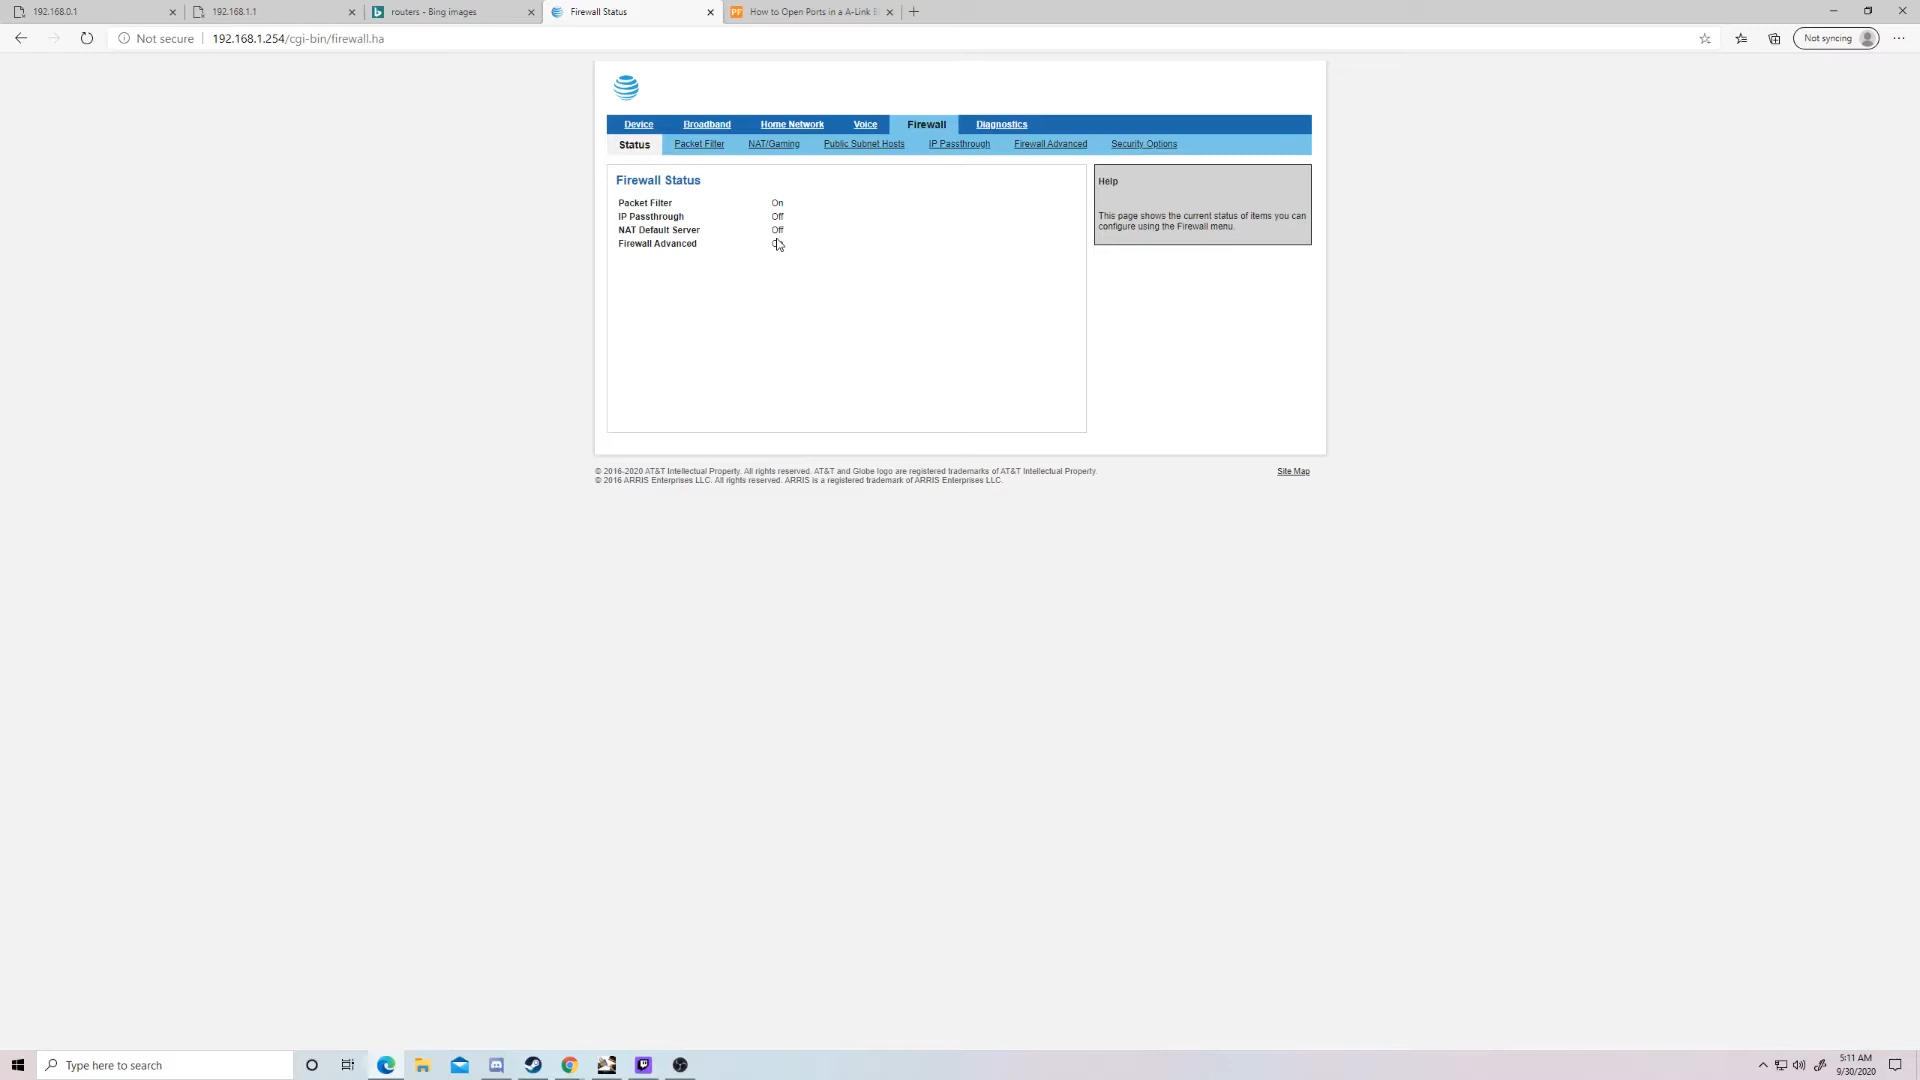 192.168.0.1
192.168.1.1
routers - Bing images
Firewall Status
How to Open Ports in a A-Link
Not secure
192.168.1.254/cgi-bin/firewall.ha
Not syncing
Device
Broadband
Home Network
Voice
Firewall
Diagnostics
Status
Packet Filter
NAT/Gaming
Public Subnet Hosts
IP Passthrough
Firewall Advanced
Security Options
Firewall Status
Packet Filter On
IP Passthrough Off
NAT Default Server Off
Firewall Advanced
Help
This page shows the current status of items you can
configure using the Firewall menu.
© 2016-2020 AT&T Intellectual Property. All rights reserved. AT&T and Globe logo are registered trademarks of AT&T Intellectual Property.
© 2016 ARRIS Enterprises LLC. All rights reserved. ARRIS is a registered trademark of ARRIS Enterprises LLC.
Site Map
Type here to search
5:11 AM
9/30/2020